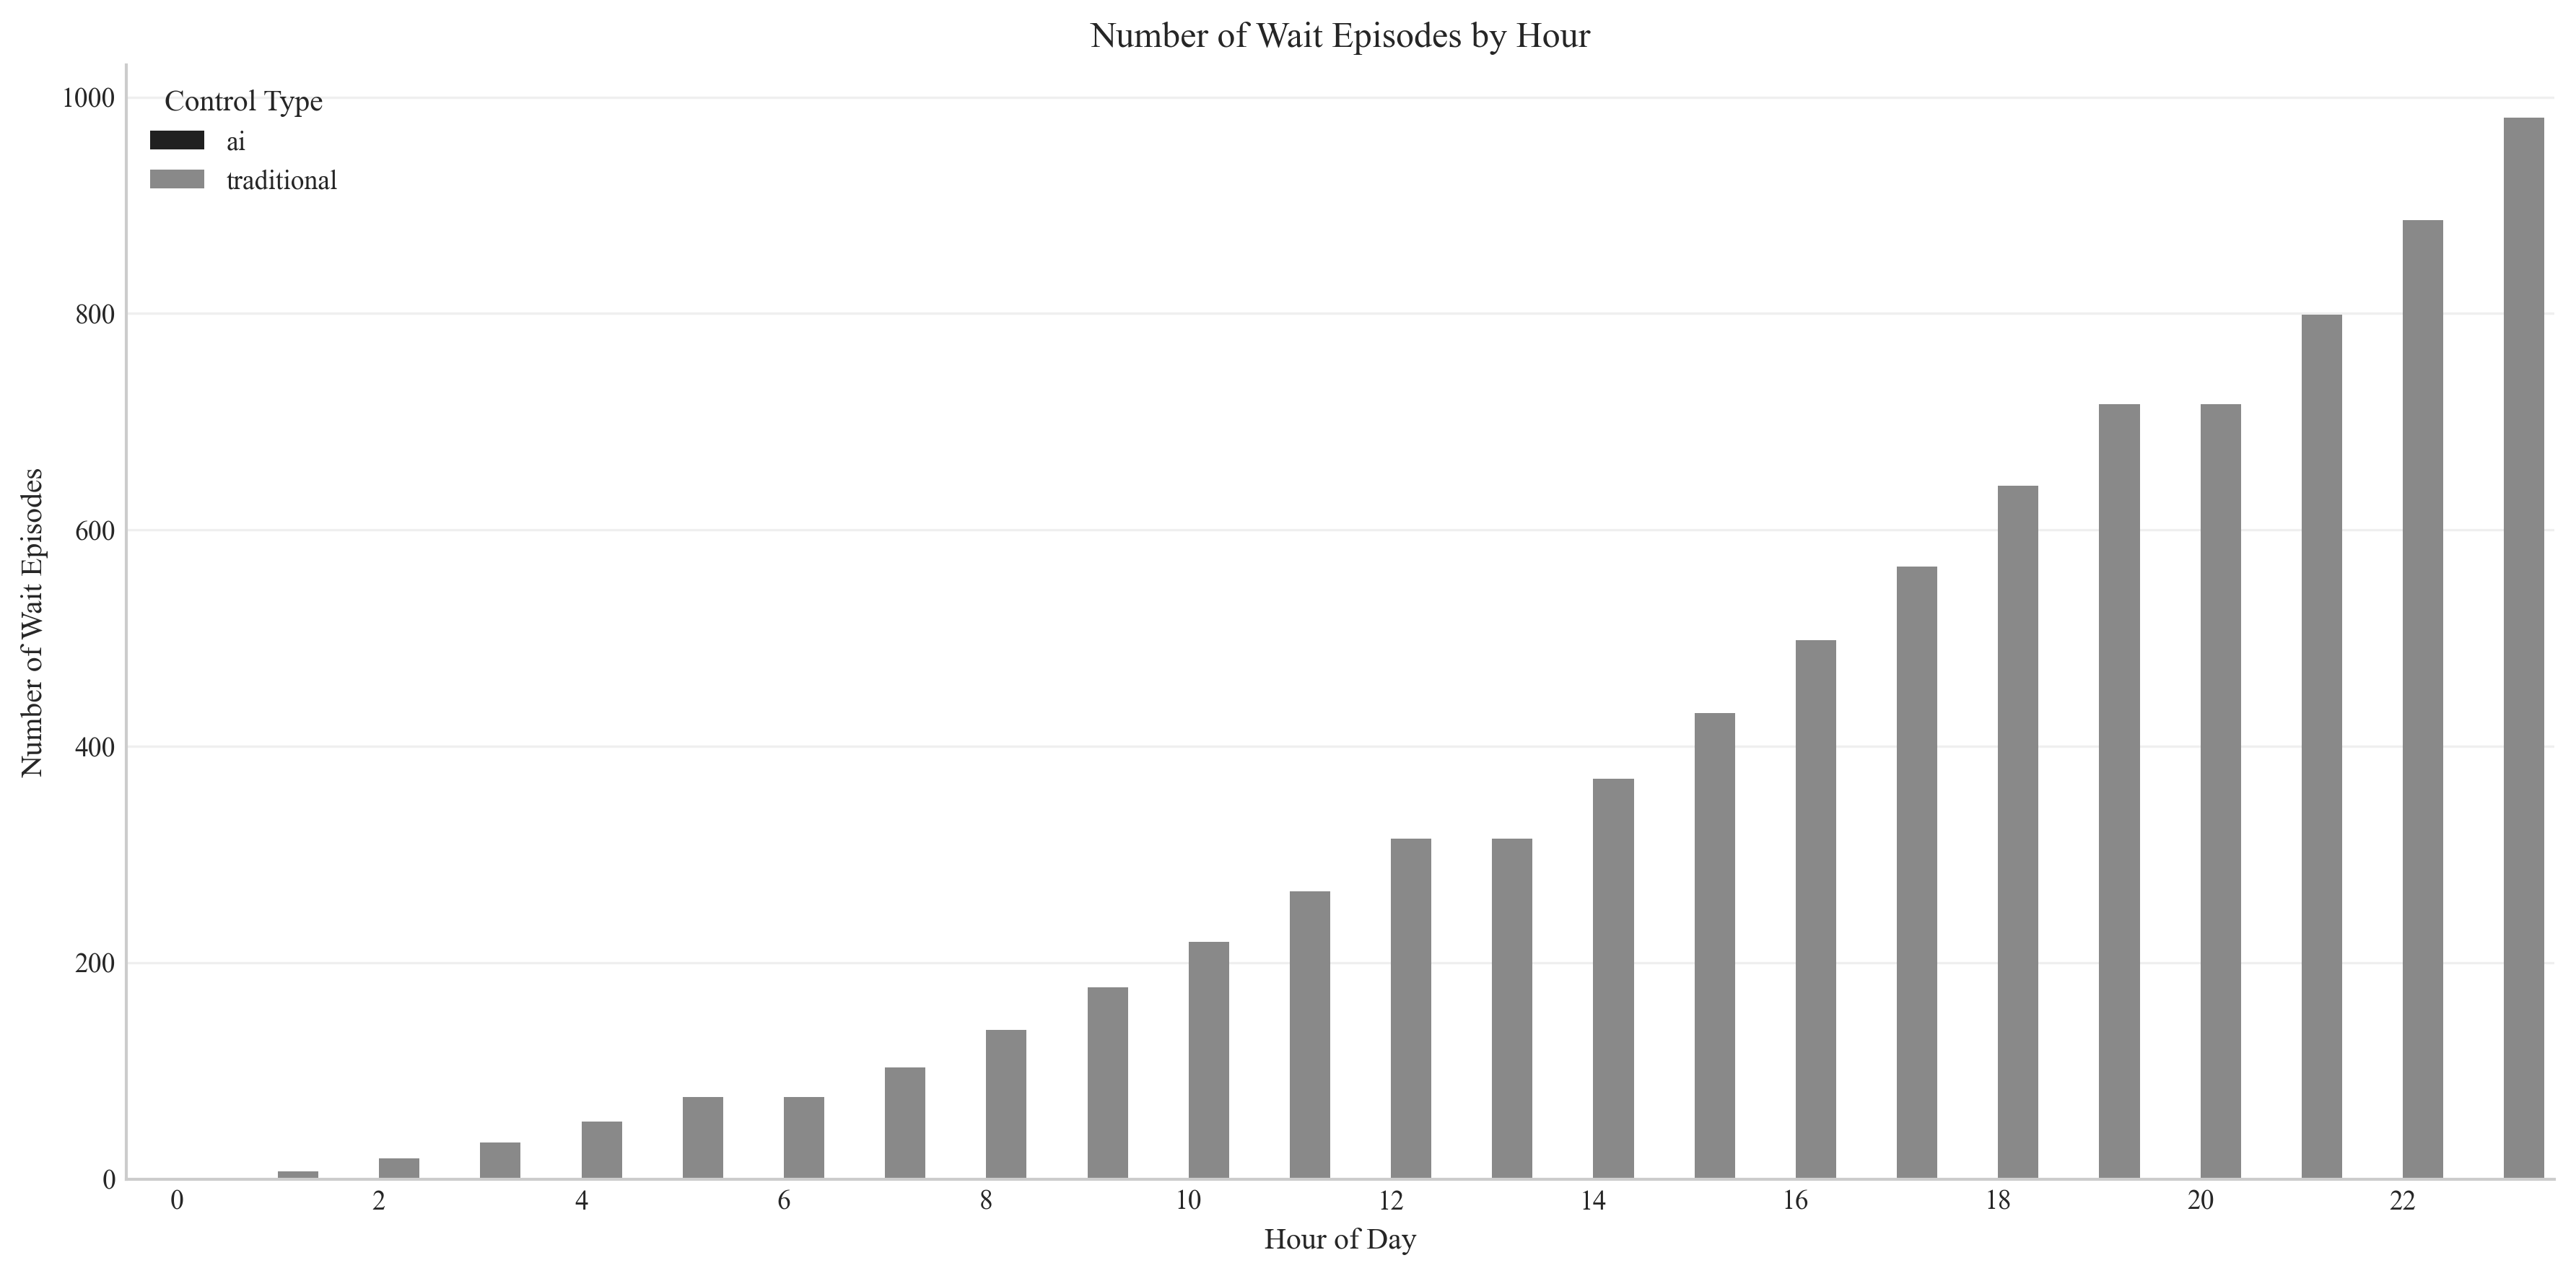 Number of Wait Episodes by Hour
Control Type
ai
traditional
1000
800
600
400
200
0
Number of Wait Episodes
0 2 4 6 8 10 12 14 16 18 20 22
Hour of Day